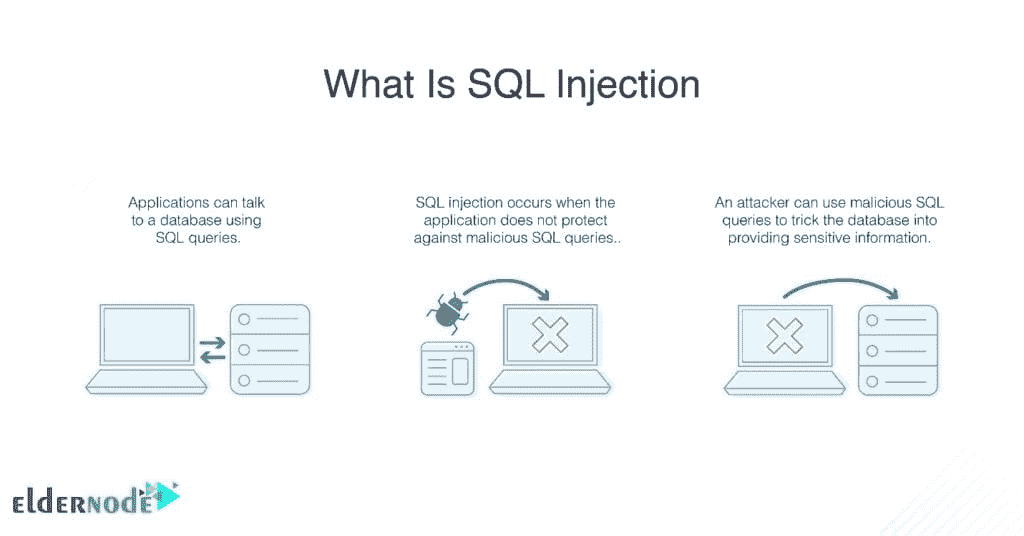 What Is SQL Injection
Applications can talk
to a database using
SQL queries.
SQL injection occurs when the
application does not protect
against malicious SQL queries..
An attacker can use malicious SQL
queries to trick the database into
providing sensitive information.
eldernode